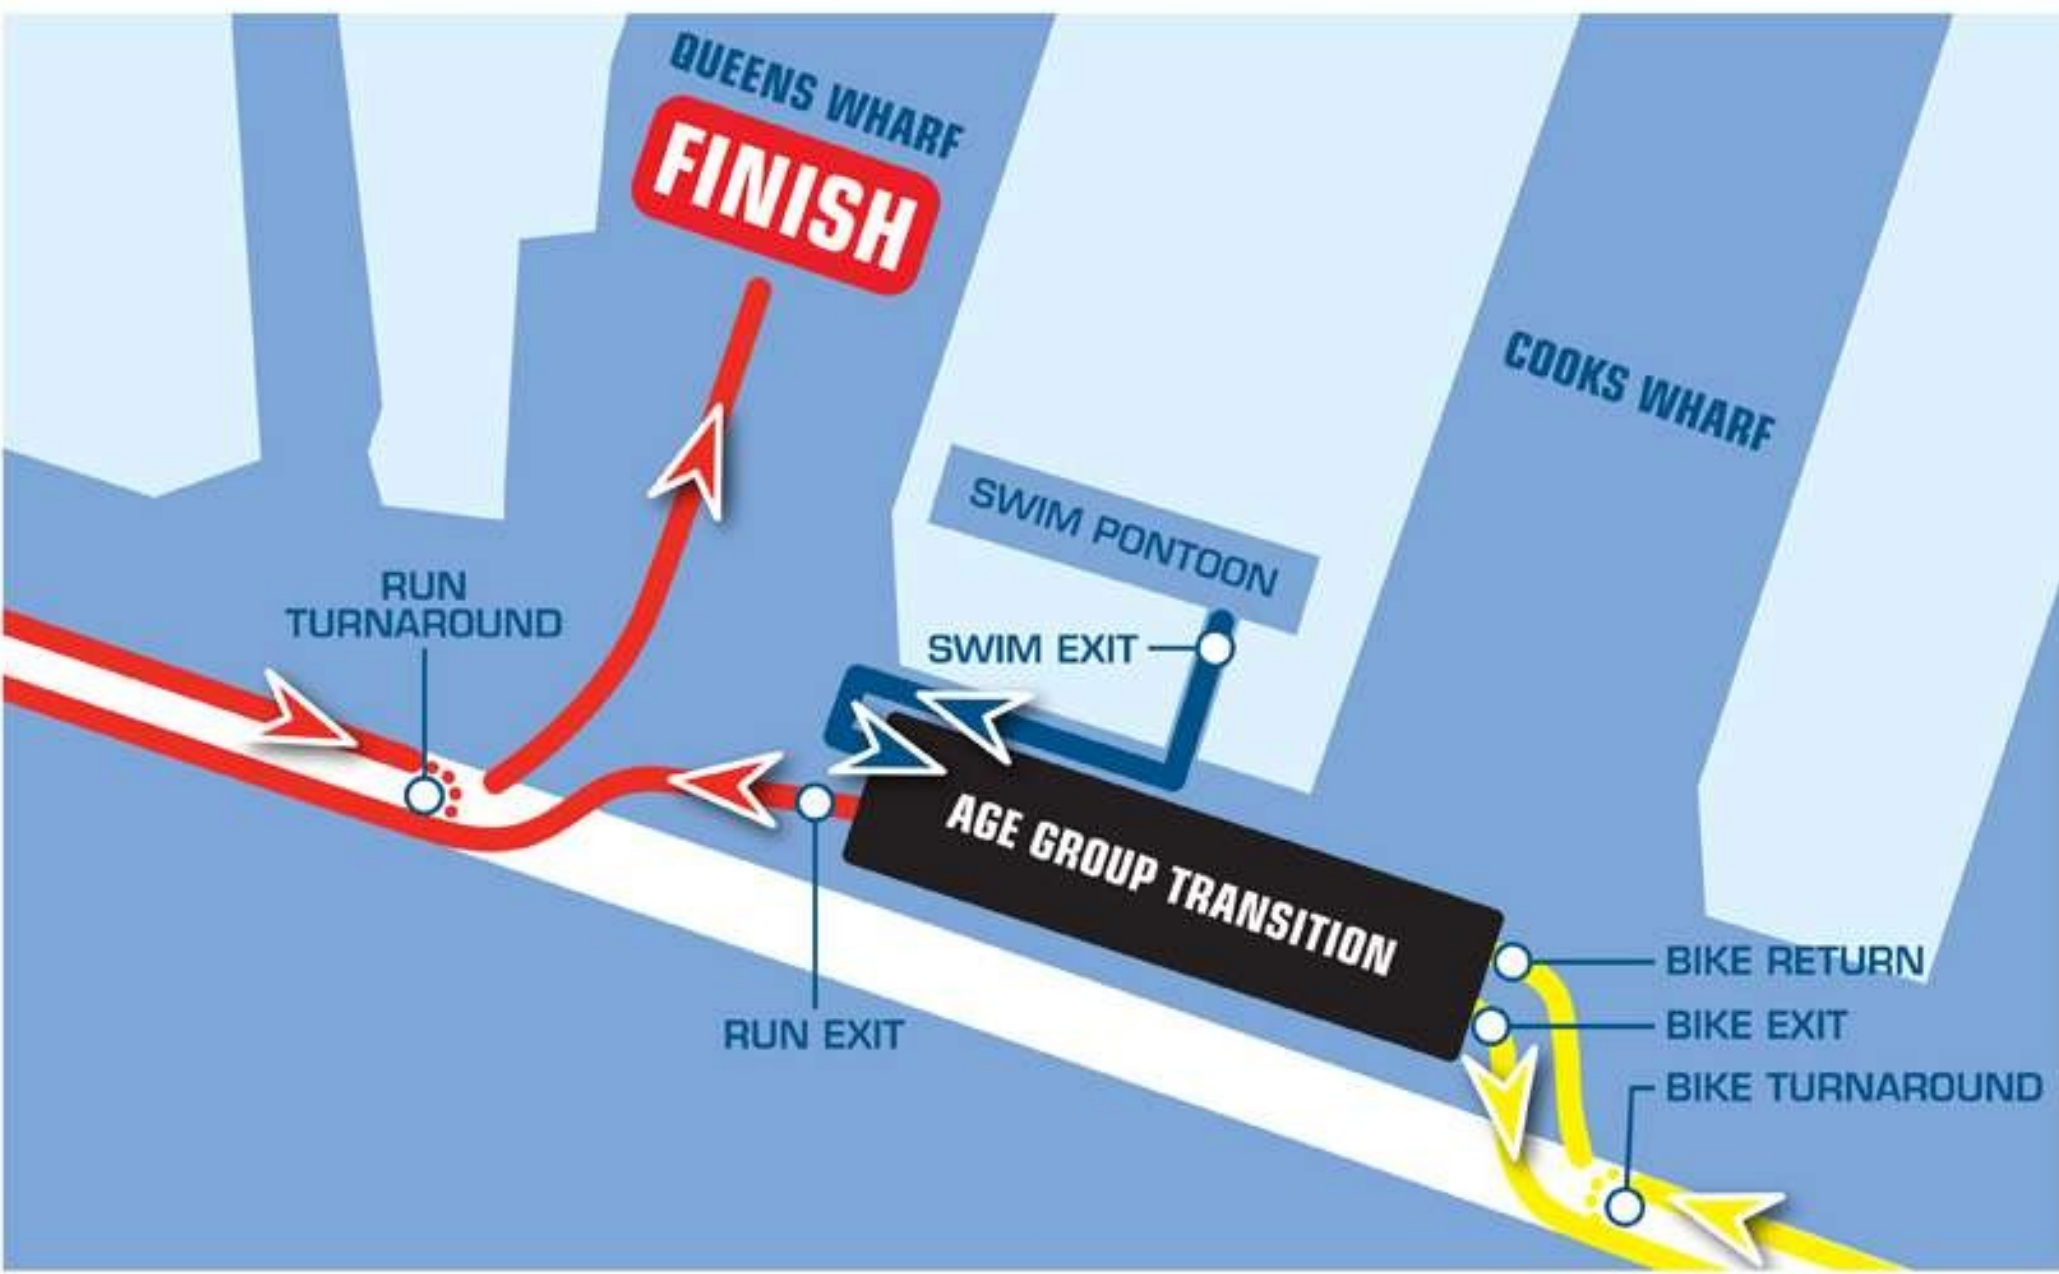 QUEENS WHARF
FINISH
COOKS WHARF
SWIM PONTOON
RUN
TURNAROUND
SWIM EXIT
AGE GROUP TRANSITION
BIKE RETURN
RUN EXIT
BIKE EXIT
BIKE TURNAROUND